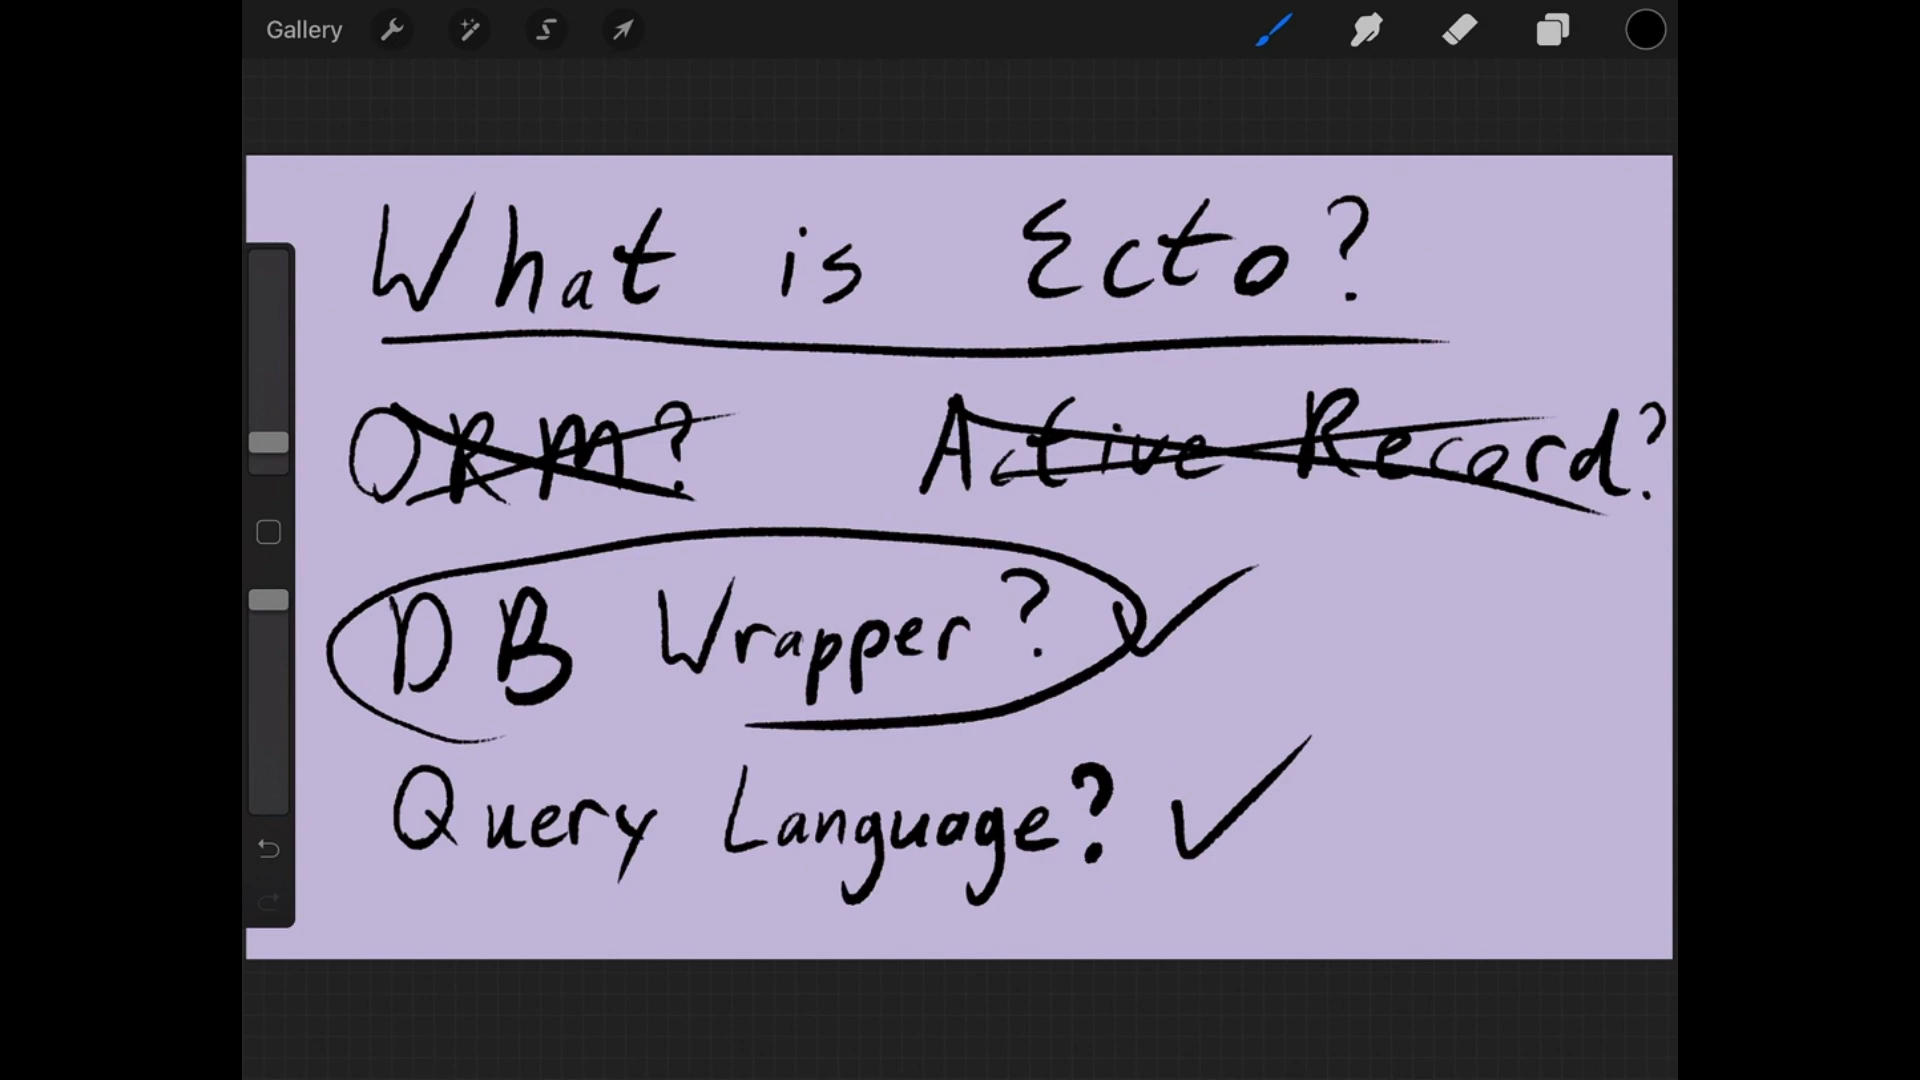 Gallery
What is Ecto?
ORM? Active Record?
DB Wrapper?
Query Language?